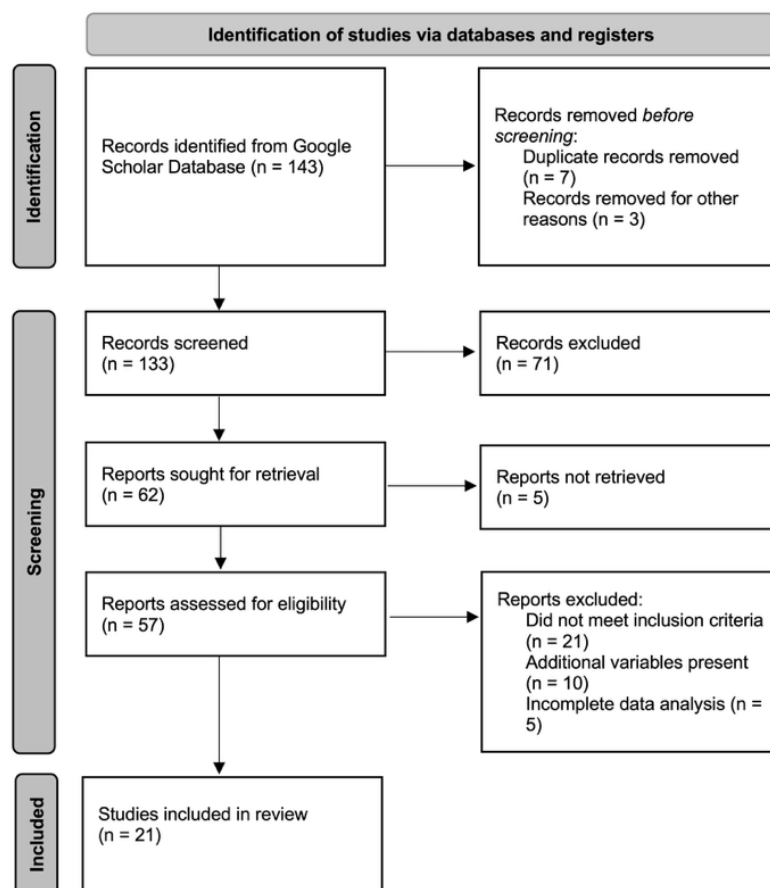 Identification of studies via databases and registers
Identification
Records identified from Google
Scholar Database (n = 143)
Records removed before
screening:
Duplicate records removed
(n = 7)
Records removed for other
reasons (n = 3)
Screening
Records screened
(n = 133)
Records excluded
(n = 71)
Reports sought for retrieval
(n = 62)
Reports not retrieved
(n = 5)
Reports assessed for eligibility
(n = 57)
Reports excluded:
Did not meet inclusion criteria
(n = 21)
Additional variables present
(n = 10)
Incomplete data analysis (n =
5)
Included
Studies included in review
(n = 21)